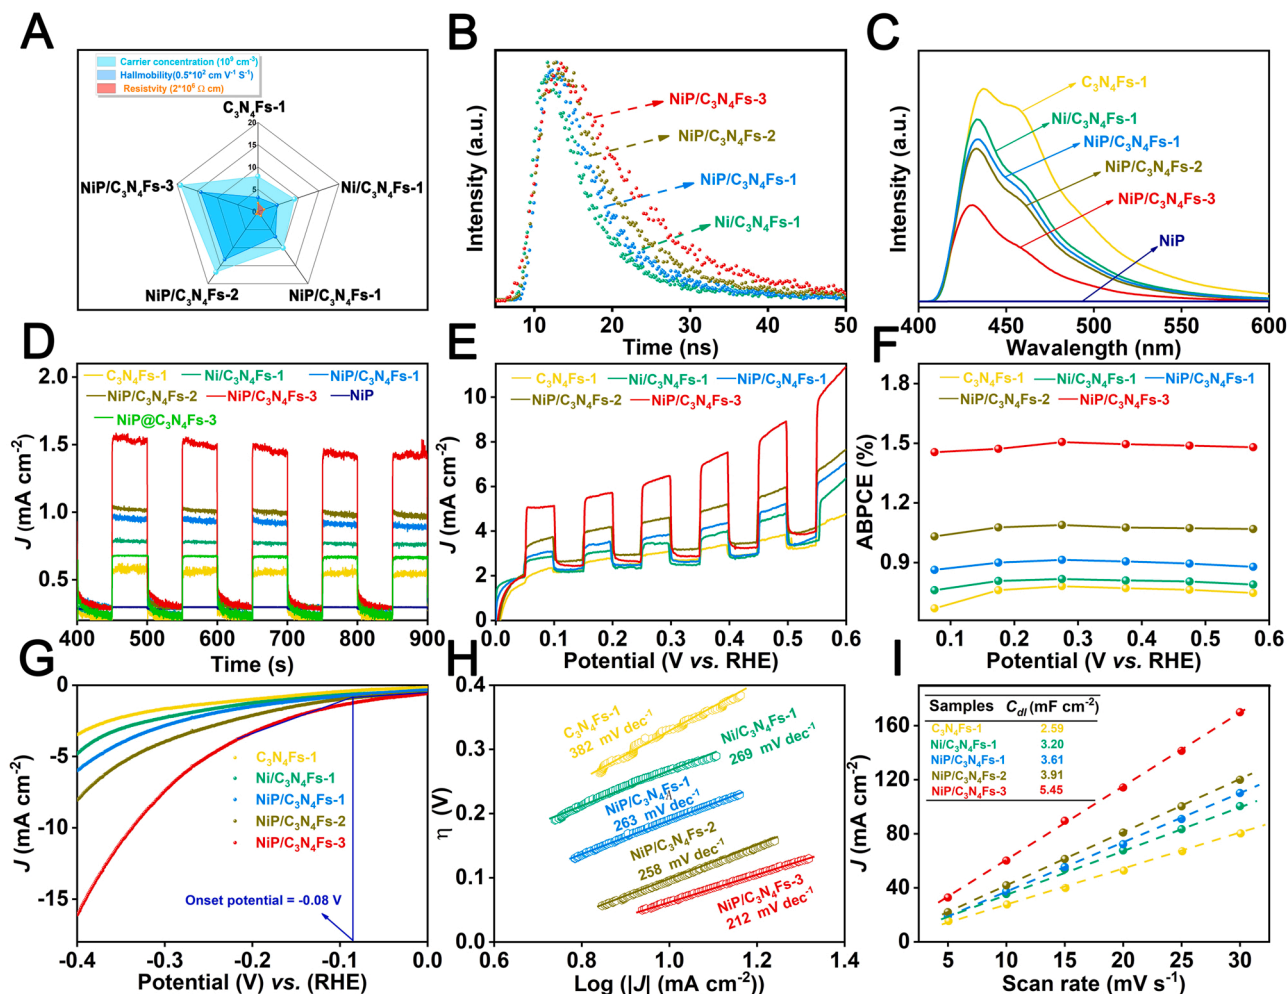 A
Carrier concentration (10⁹ cm⁻³)
Hallmobility(0.5*10² cm V⁻¹ S⁻¹)
Resistvity (2*10⁶ Ω cm)
C₃N₄Fs-1
20
15
10
5
0
NiP/C₃N₄Fs-3
Ni/C₃N₄Fs-1
NiP/C₃N₄Fs-2
NiP/C₃N₄Fs-1
B
Intensity (a.u.)
NiP/C₃N₄Fs-3
NiP/C₃N₄Fs-2
NiP/C₃N₄Fs-1
Ni/C₃N₄Fs-1
10 20 30 40 50
Time (ns)
C
Intensity (a.u.)
C₃N₄Fs-1
Ni/C₃N₄Fs-1
NiP/C₃N₄Fs-1
NiP/C₃N₄Fs-2
NiP/C₃N₄Fs-3
NiP
400 450 500 550 600
Wavelength (nm)
D
J (mA cm⁻²)
2.0
1.5
1.0
0.5
C₃N₄Fs-1 Ni/C₃N₄Fs-1 NiP/C₃N₄Fs-1
NiP/C₃N₄Fs-2 NiP/C₃N₄Fs-3 NiP
NiP@C₃N₄Fs-3
400 500 600 700 800 900
Time (s)
E
J (mA cm⁻²)
10
8
6
4
2
0
C₃N₄Fs-1 Ni/C₃N₄Fs-1 NiP/C₃N₄Fs-1
NiP/C₃N₄Fs-2 NiP/C₃N₄Fs-3
0.0 0.1 0.2 0.3 0.4 0.5 0.6
Potential (V vs. RHE)
F
ABPCE (%)
1.8
1.5
1.2
0.9
C₃N₄Fs-1 Ni/C₃N₄Fs-1 NiP/C₃N₄Fs-1
NiP/C₃N₄Fs-2 NiP/C₃N₄Fs-3
0.1 0.2 0.3 0.4 0.5 0.6
Potential (V vs. RHE)
G
J (mA cm⁻²)
0
-5
-10
-15
C₃N₄Fs-1
Ni/C₃N₄Fs-1
NiP/C₃N₄Fs-1
NiP/C₃N₄Fs-2
NiP/C₃N₄Fs-3
Onset potential = -0.08 V
-0.4 -0.3 -0.2 -0.1 0.0
Potential (V) vs. (RHE)
H
η (V)
0.4
0.3
0.2
0.1
0.0
C₃N₄Fs-1
382 mV dec⁻¹
Ni/C₃N₄Fs-1
269 mV dec⁻¹
NiP/C₃N₄Fs-1
263 mV dec⁻¹
NiP/C₃N₄Fs-2
258 mV dec⁻¹
NiP/C₃N₄Fs-3
212 mV dec⁻¹
0.6 0.8 1.0 1.2 1.4
Log (|J| (mA cm⁻²))
I
J (mA cm⁻²)
160
120
80
40
0
Samples C_dl (mF cm⁻²)
C₃N₄Fs-1 2.59
Ni/C₃N₄Fs-1 3.20
NiP/C₃N₄Fs-1 3.61
NiP/C₃N₄Fs-2 3.91
NiP/C₃N₄Fs-3 5.45
5 10 15 20 25 30
Scan rate (mV s⁻¹)